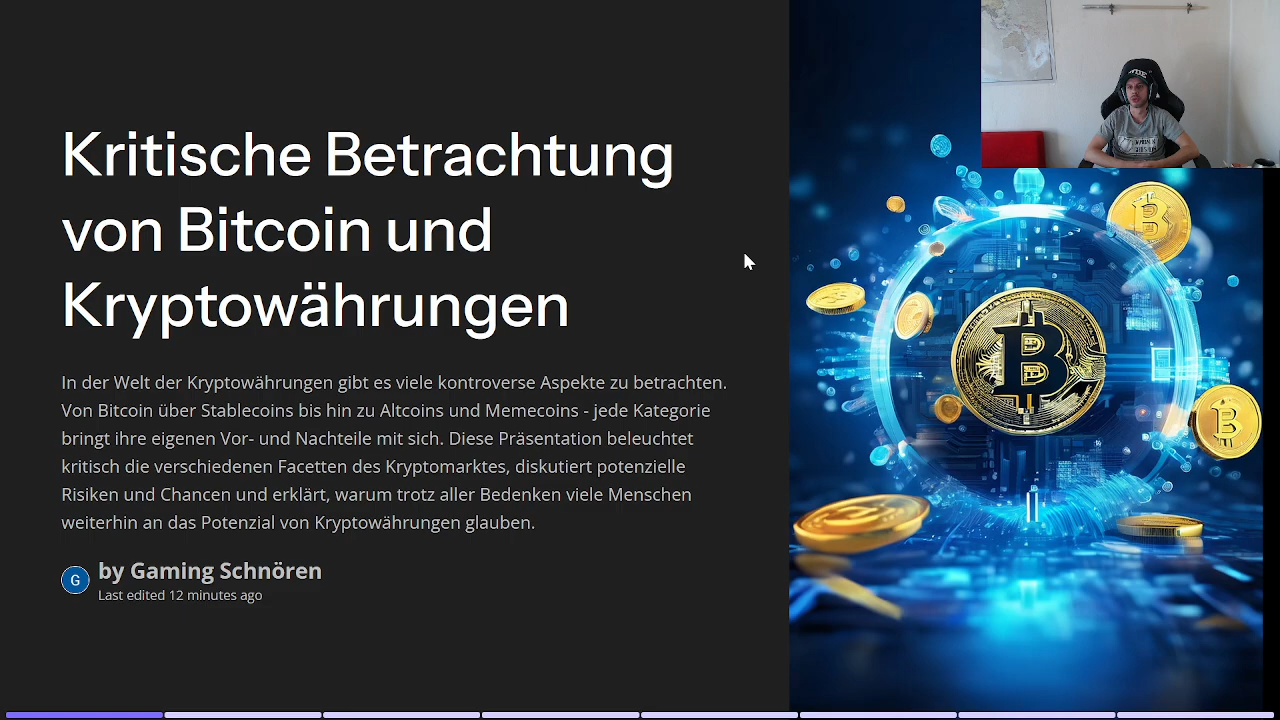 Kritische Betrachtung
von Bitcoin und
Kryptowährungen
In der Welt der Kryptowährungen gibt es viele kontroverse Aspekte zu betrachten.
Von Bitcoin über Stablecoins bis hin zu Altcoins und Memecoins - jede Kategorie
bringt ihre eigenen Vor- und Nachteile mit sich. Diese Präsentation beleuchtet
kritisch die verschiedenen Facetten des Kryptomarktes, diskutiert potenzielle
Risiken und Chancen und erklärt, warum trotz aller Bedenken viele Menschen
weiterhin an das Potenzial von Kryptowährungen glauben.
G
by Gaming Schnören
Last edited 12 minutes ago